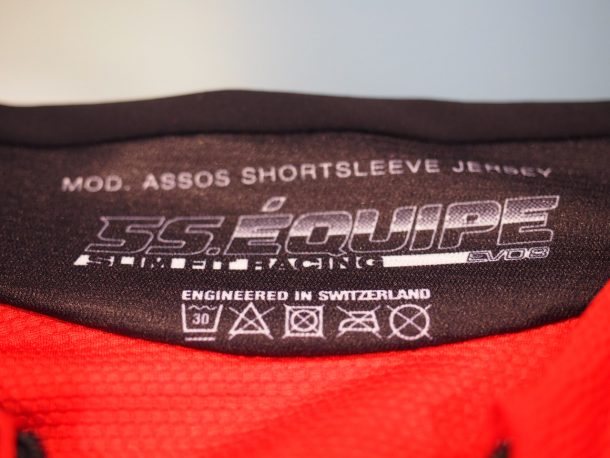 MOD. ASSOS SHORTSLEEVE JERSEY
SS.ÉQUIPE
SLIM FIT RACING EVO8
ENGINEERED IN SWITZERLAND
30